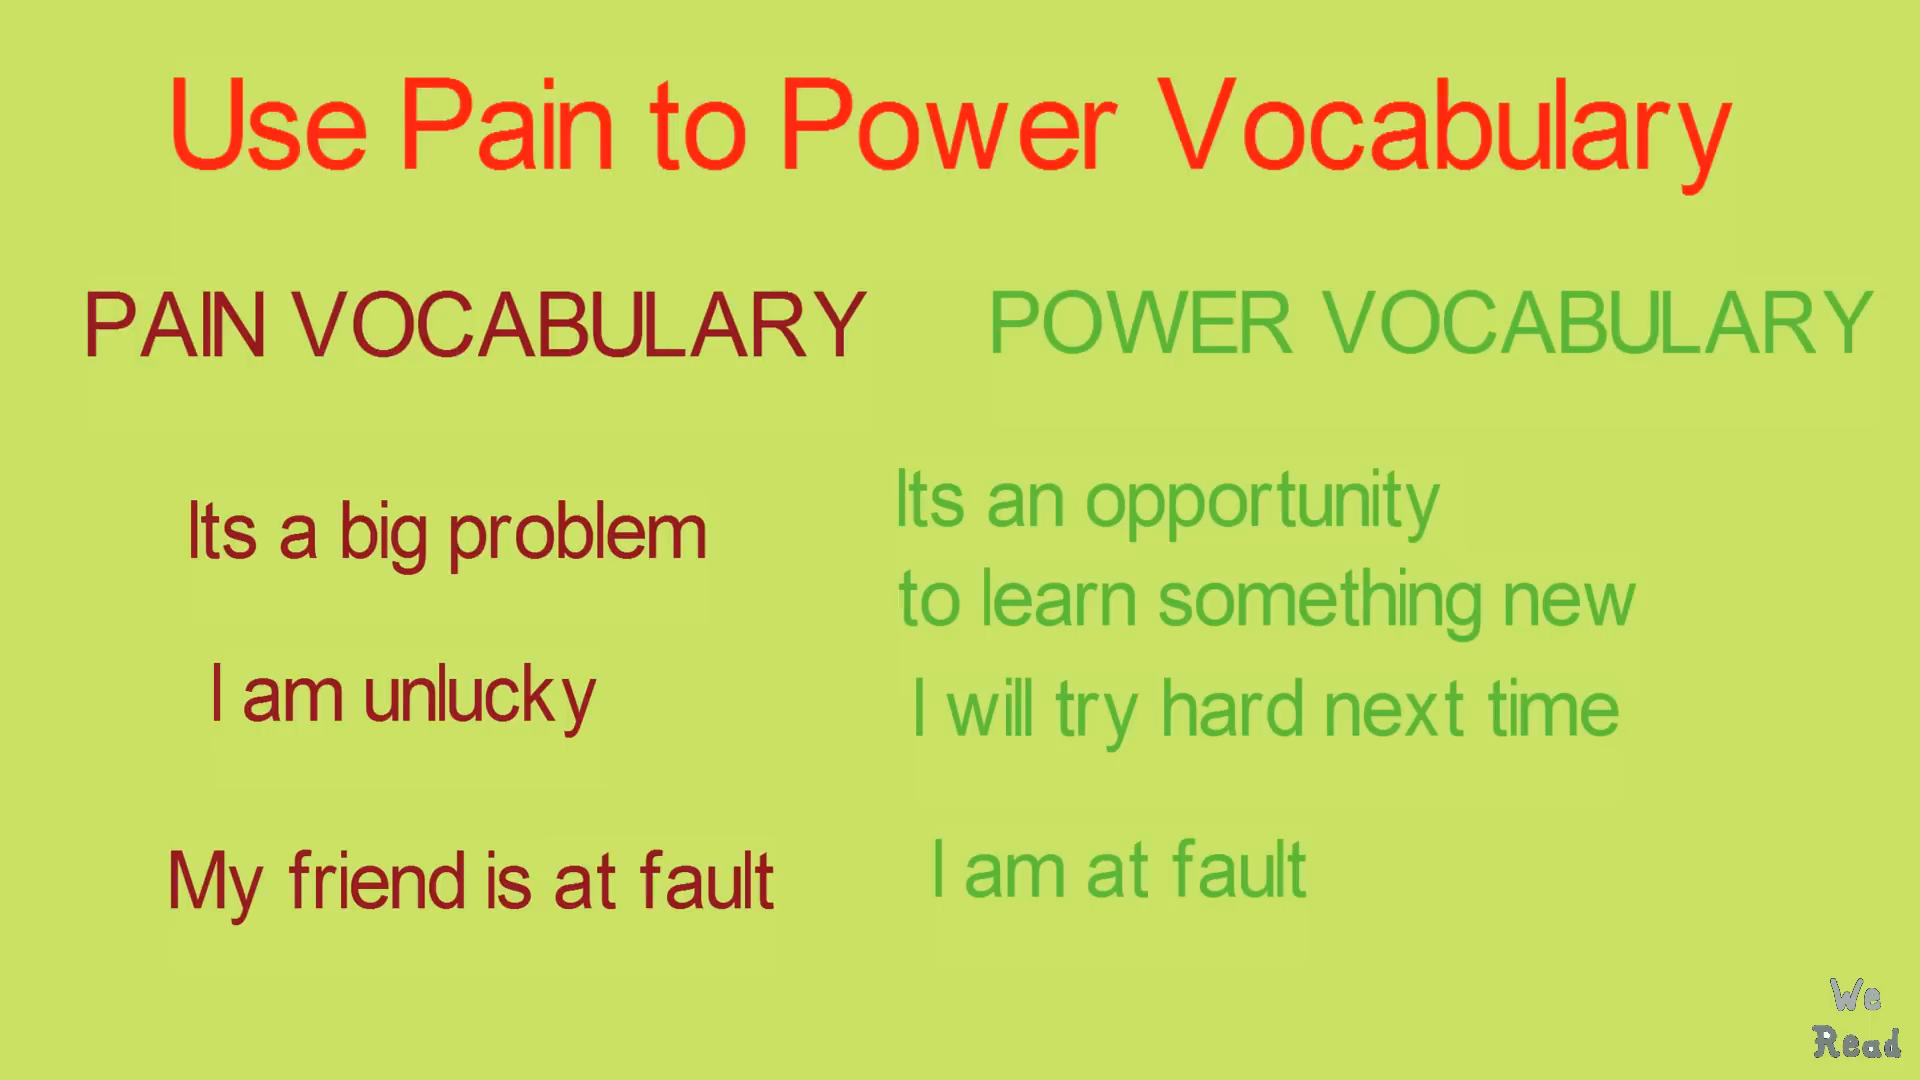 Use Pain to Power Vocabulary
PAIN VOCABULARY
POWER VOCABULARY
Its a big problem
Its an opportunity
to learn something new
I am unlucky
I will try hard next time
My friend is at fault
I am at fault
We
Read